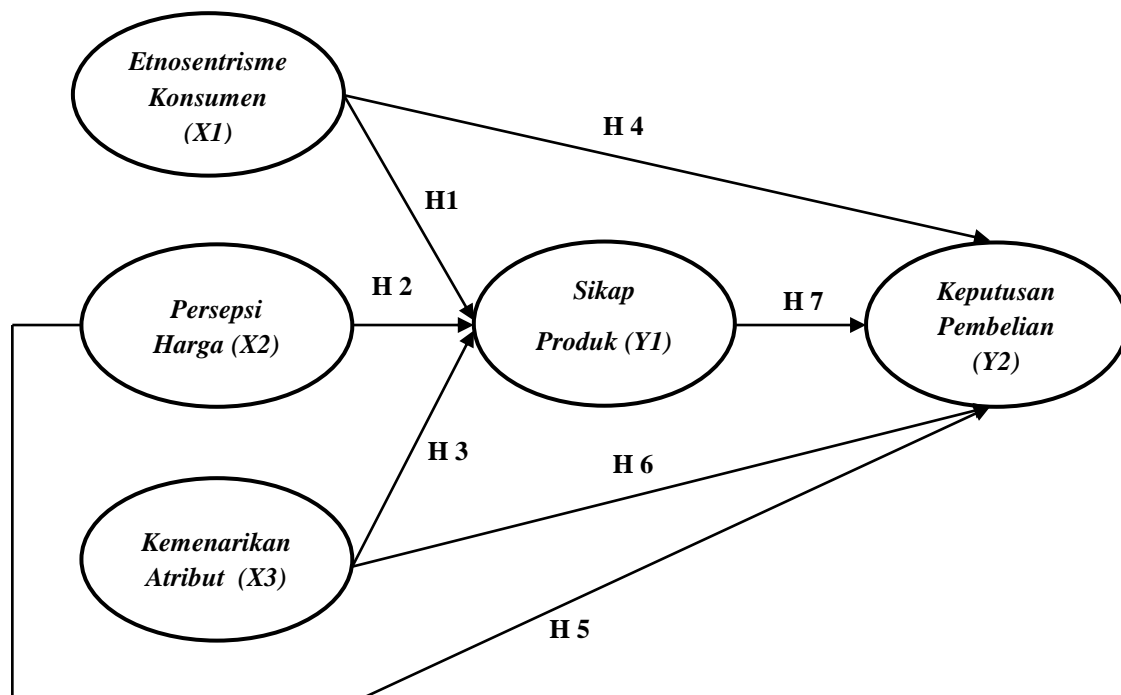 Etnosentrisme
Konsumen
(X1)
H 4
H1
Persepsi
Harga (X2)
H 2
Sikap
Produk (Y1)
H 7
Keputusan
Pembelian
(Y2)
H 3
H 6
Kemenarikan
Atribut (X3)
H 5